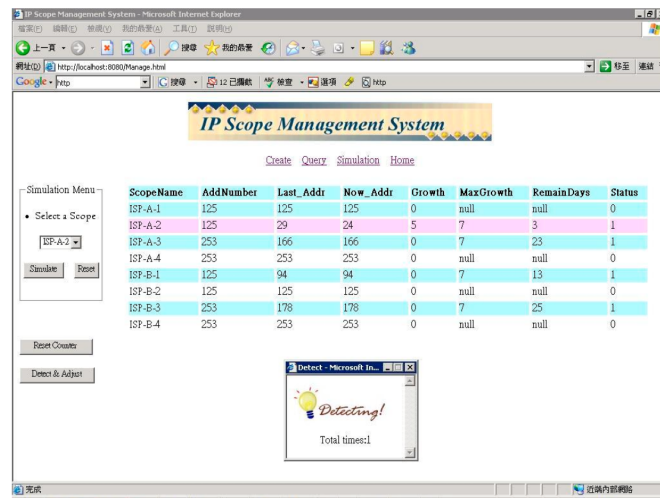 IP Scope Management System - Microsoft Internet Explorer
檔案(F) 編輯(E) 檢視(V) 我的最愛(A) 工具(T) 說明(H)
上一頁 搜尋 我的最愛
網址(D) http://localhost:8080/Manage.html 移至 連結
Google - http 搜尋 12 已攔截 檢查 選項 http
IP Scope Management System
Create Query Simulation Home
Simulation Menu
Select a Scope
ISP-A-2
Simulate Reset
Reset Counter
Detect & Adjust
ScopeName AddNumber Last_Addr Now_Addr Growth MaxGrowth RemainDays Status
ISP-A-1 125 125 125 0 null null 0
ISP-A-2 125 29 24 5 7 3 1
ISP-A-3 253 166 166 0 7 23 1
ISP-A-4 253 253 253 0 null null 0
ISP-B-1 125 94 94 0 7 13 1
ISP-B-2 125 125 125 0 null null 0
ISP-B-3 253 178 178 0 7 25 1
ISP-B-4 253 253 253 0 null null 0
Detect - Microsoft In...
Detecting!
Total times:1
完成 近端內部網路